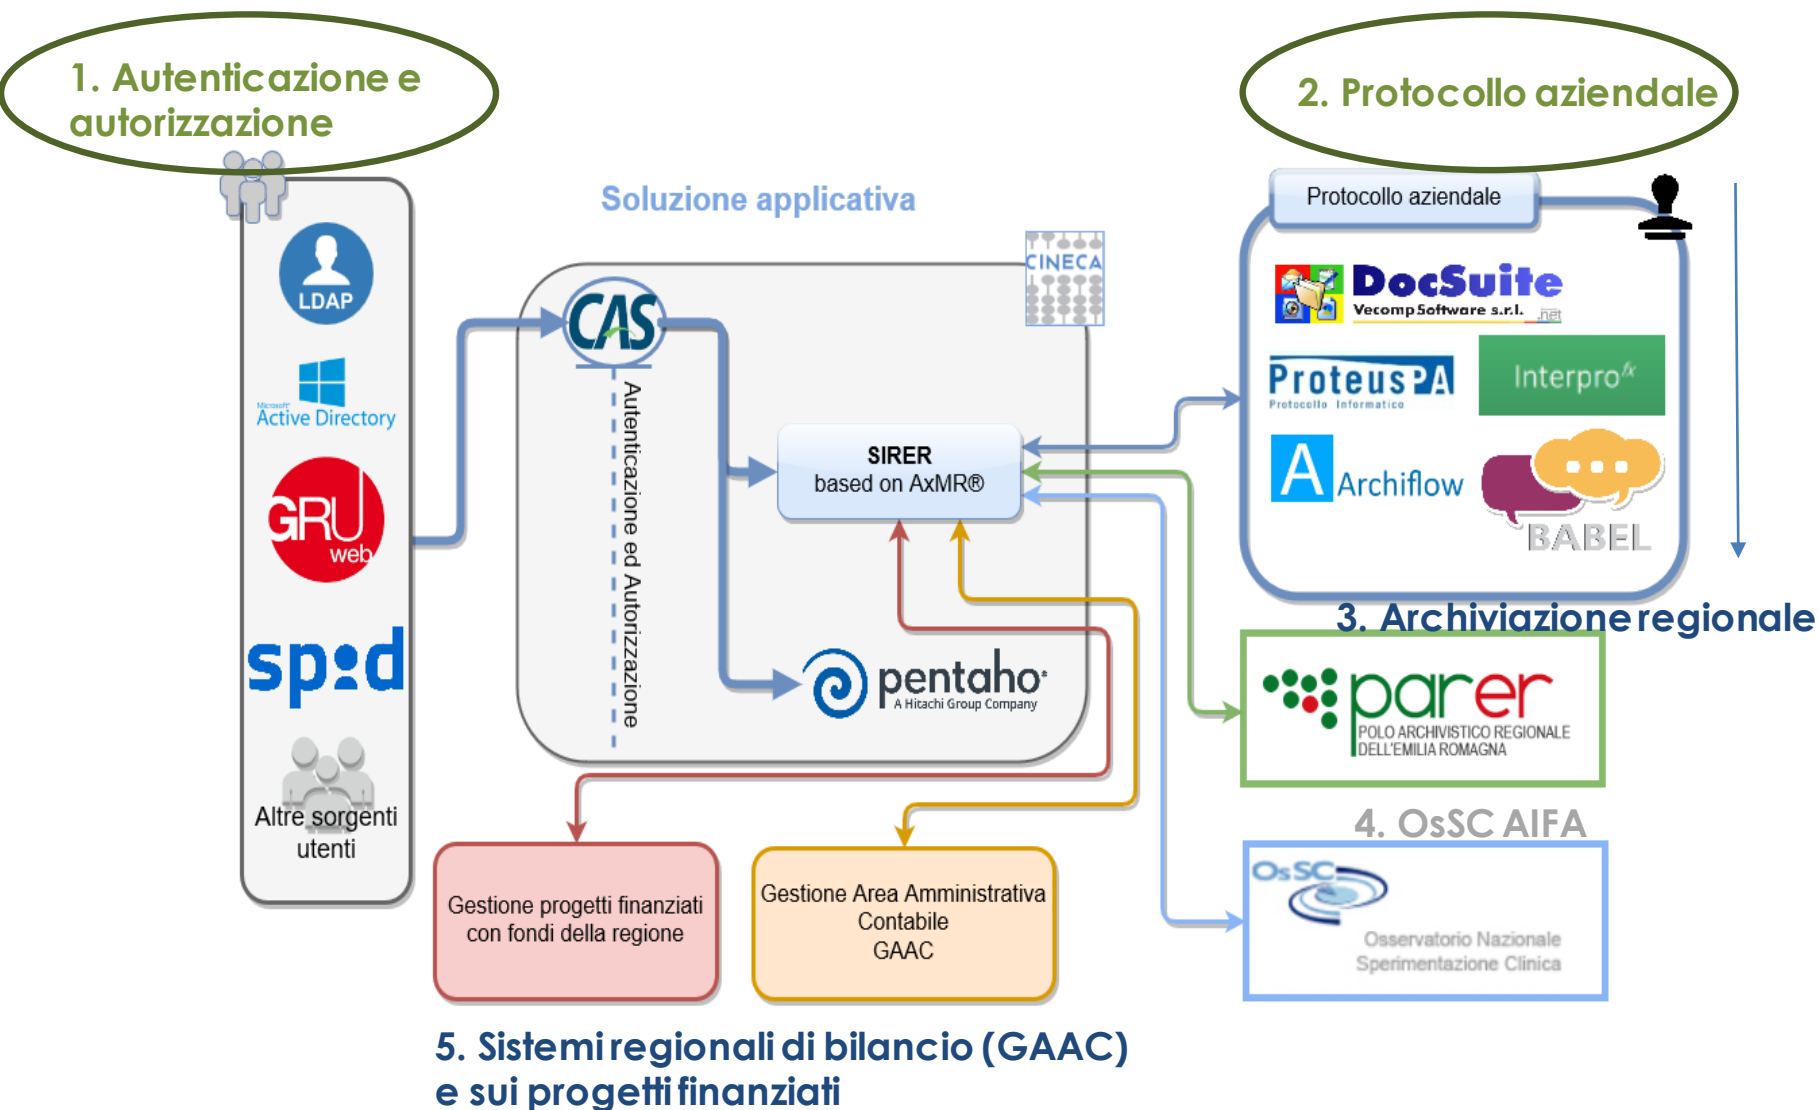 1. Autenticazione e
autorizzazione
2. Protocollo aziendale
Soluzione applicativa
Protocollo aziendale
CINECA
LDAP
CAS
DocSuite
Vecomp Software s.r.l.
.net
Microsoft
Active Directory
ProteusPA
Protocollo Informatico
Interpro fx
Autenticazione ed Autorizzazione
SIRER
based on AxMR®
A Archiflow
BABEL
GRU
web
3. Archiviazione regionale
spid
pentaho
A Hitachi Group Company
parer
POLO ARCHIVISTICO REGIONALE
DELL'EMILIA ROMAGNA
Altre sorgenti
utenti
4. OsSC AIFA
OsSC
Osservatorio Nazionale
Sperimentazione Clinica
Gestione progetti finanziati
con fondi della regione
Gestione Area Amministrativa
Contabile
GAAC
5. Sistemi regionali di bilancio (GAAC)
e sui progetti finanziati